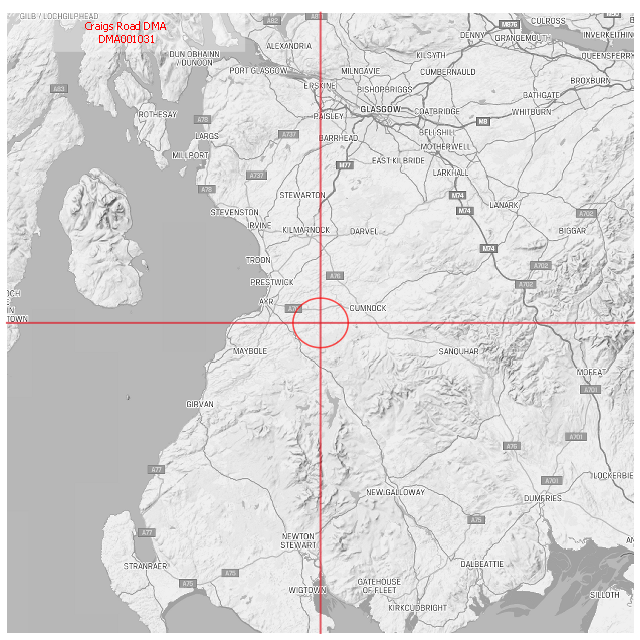 GILB / LOCHGILPHEAD
Craigs Road DMA
DMA001031
A82
A81
M876
CULROSS
DENNY
GRANGEMOUTH
INVERKEITHING
ALEXANDRIA
DUN OBHAINN
/ DUNOON
KILSYTH
QUEENSFERRY
PORT GLASGOW
MILNGAVIE
CUMBERNAULD
BROXBURN
A83
ERSKINE
BISHOPBRIGGS
BATHGATE
ROTHESAY
GLASGOW
COATBRIDGE
WHITBURN
A78
PAISLEY
M8
LARGS
A737
BARRHEAD
BELLSHILL
MOTHERWELL
MILLPORT
M77
EAST KILBRIDE
LARKHALL
A737
A78
STEWARTON
M74
LANARK
STEVENSTON
M74
A702
IRVINE
KILMARNOCK
DARVEL
BIGGAR
M74
TROON
A702
A76
PRESTWICK
A702
OCH
E
TOWN
AYR
CUMNOCK
MAYBOLE
SANQUHAR
MOFFAT
A701
GIRVAN
A76
A701
A77
LOCKERBIE
A701
NEW GALLOWAY
DUMFRIES
A75
A77
NEWTON
STEWART
AN
STRANRAER
DALBEATTIE
A75
A75
WIGTOWN
GATEHOUSE
OF FLEET
SILLOTH
KIRKCUDBRIGHT